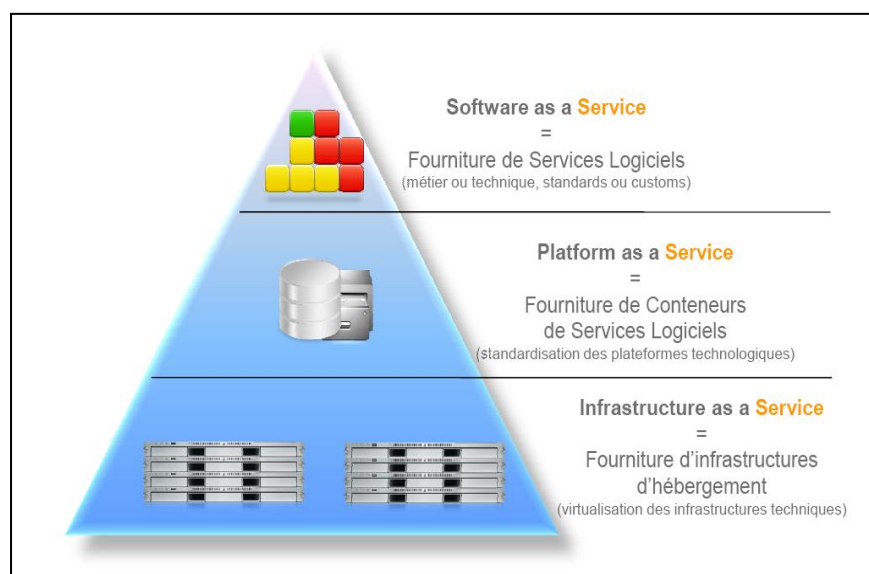 Software as a Service
=
Fourniture de Services Logiciels
(métier ou technique, standards ou customs)
Platform as a Service
=
Fourniture de Conteneurs
de Services Logiciels
(standardisation des plateformes technologiques)
Infrastructure as a Service
=
Fourniture d'infrastructures
d'hébergement
(virtualisation des infrastructures techniques)